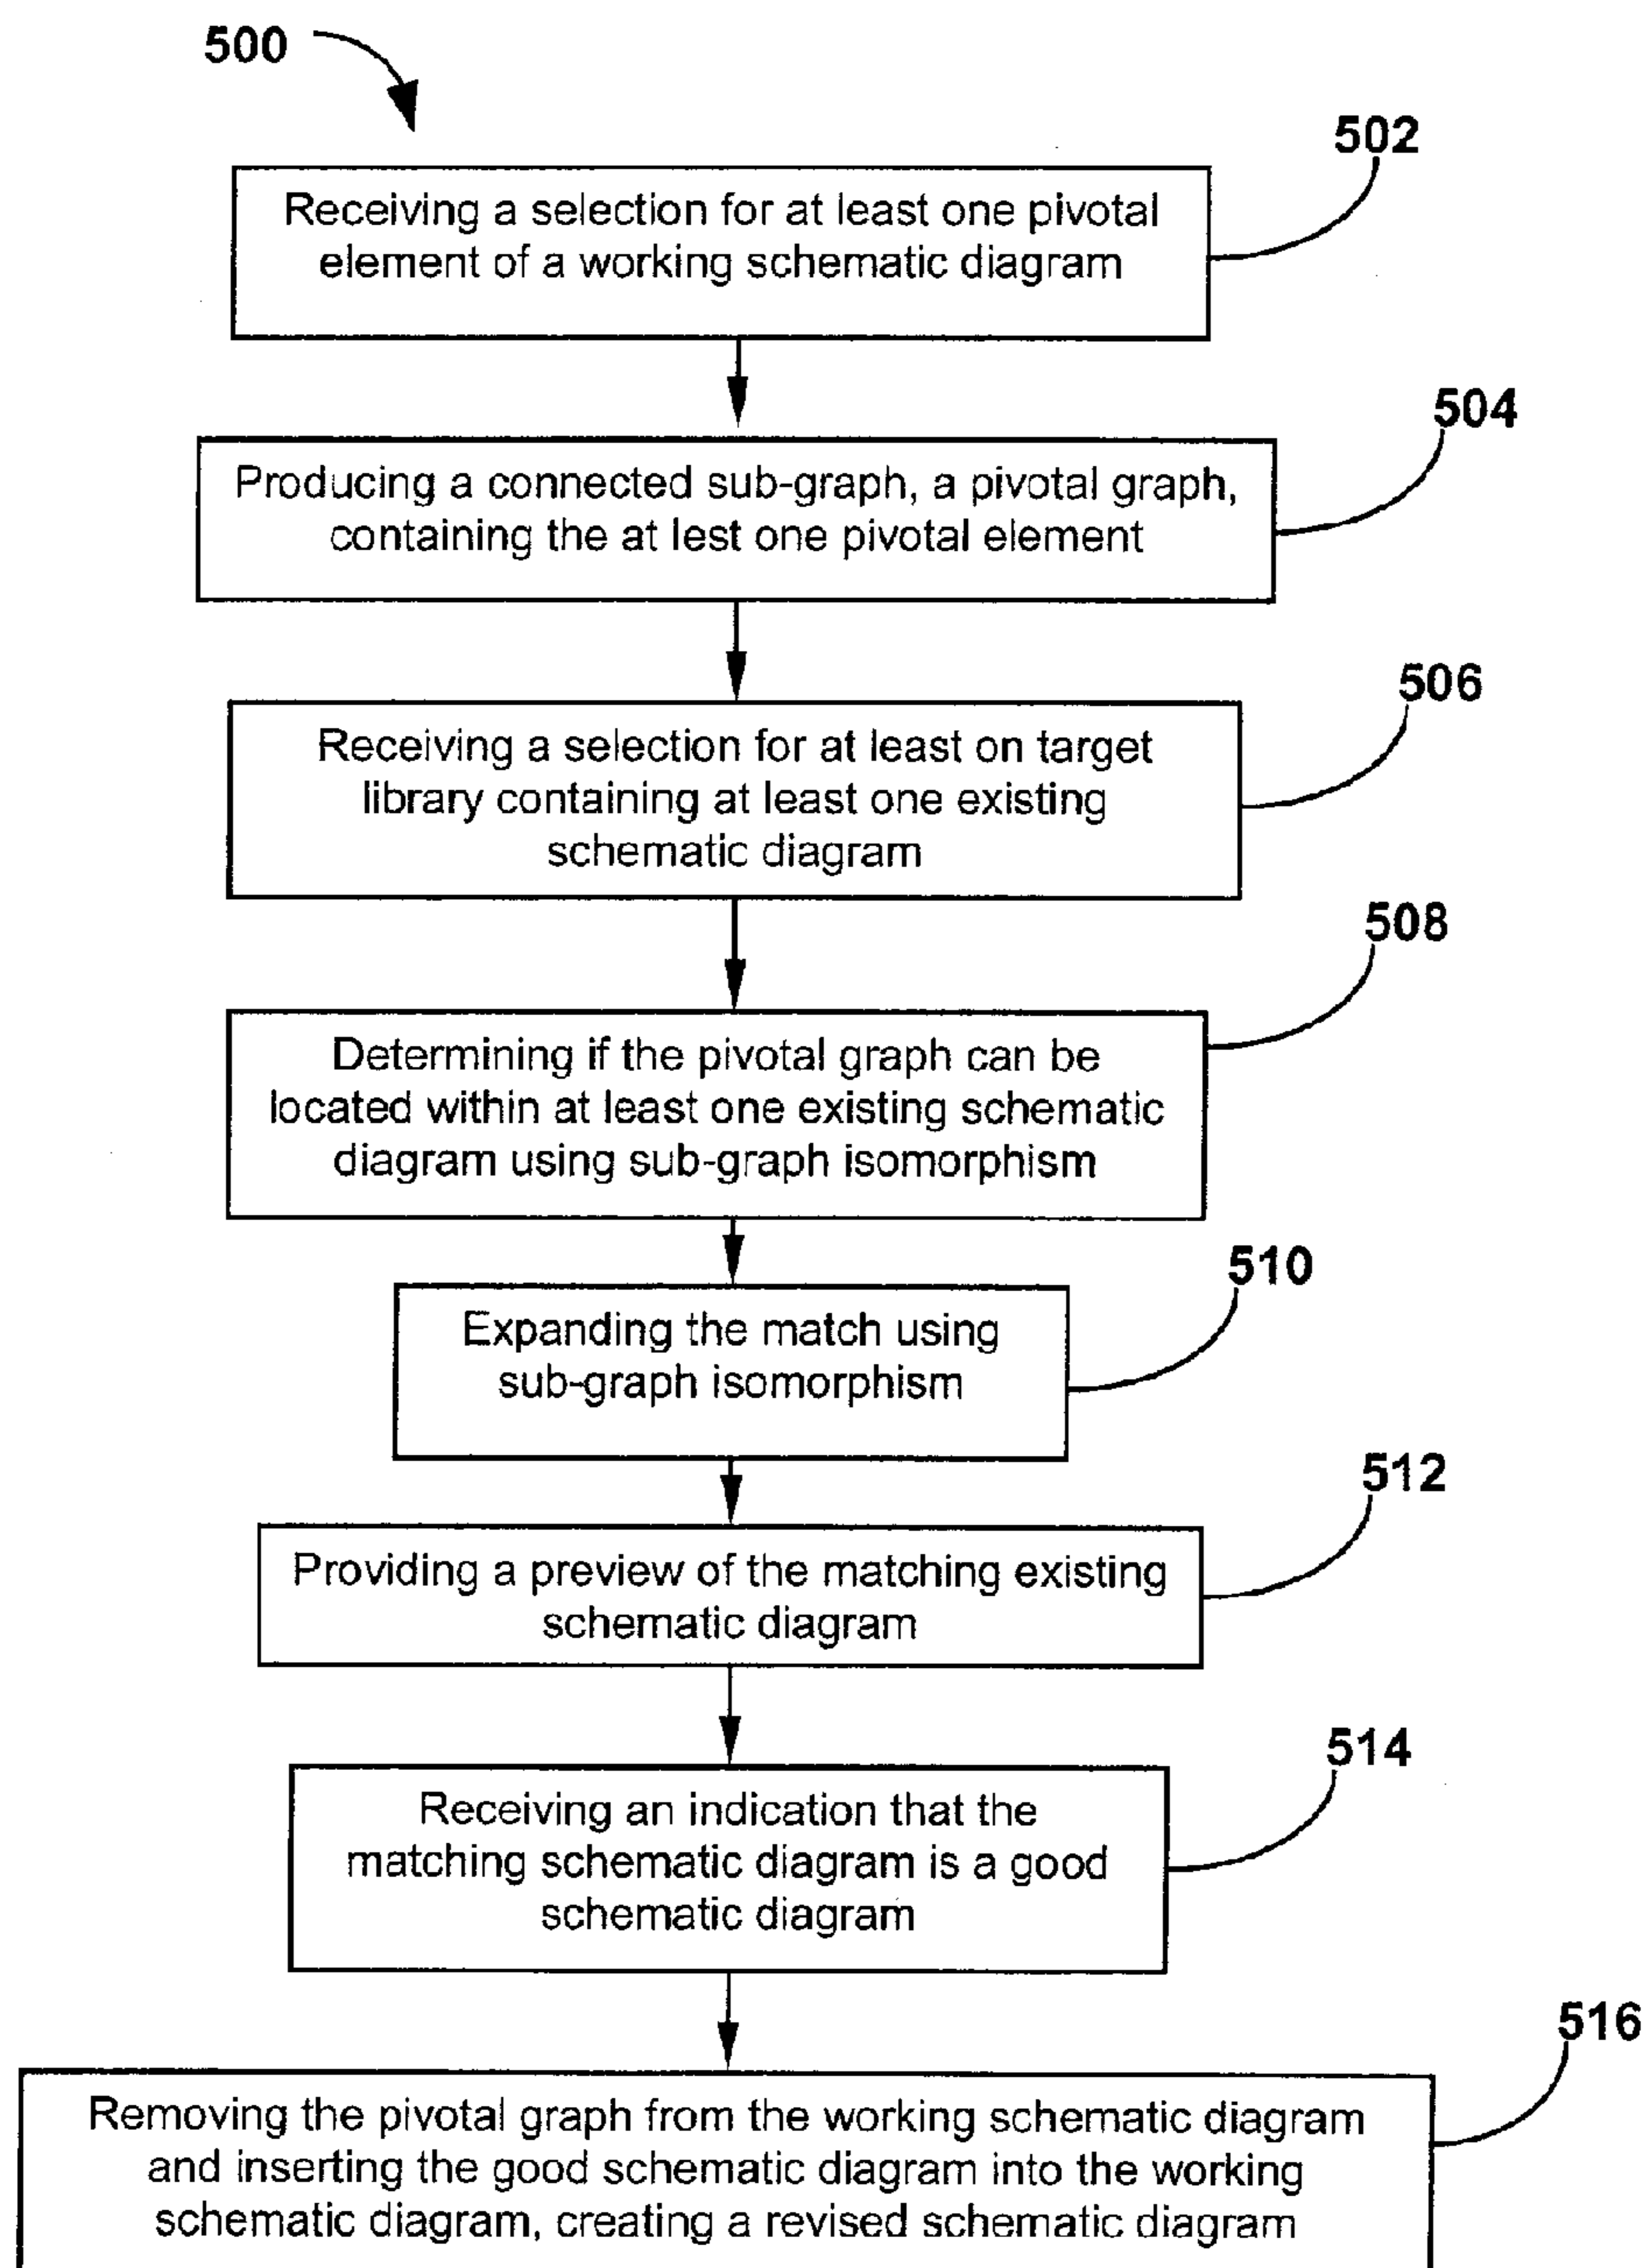 500
502
Receiving a selection for at least one pivotal
element of a working schematic diagram
504
Producing a connected sub-graph, a pivotal graph,
containing the at lest one pivotal element
506
Receiving a selection for at least on target
library containing at least one existing
schematic diagram
508
Determining if the pivotal graph can be
located within at least one existing schematic
diagram using sub-graph isomorphism
510
Expanding the match using
sub-graph isomorphism
512
Providing a preview of the matching existing
schematic diagram
514
Receiving an indication that the
matching schematic diagram is a good
schematic diagram
516
Removing the pivotal graph from the working schematic diagram
and inserting the good schematic diagram into the working
schematic diagram, creating a revised schematic diagram